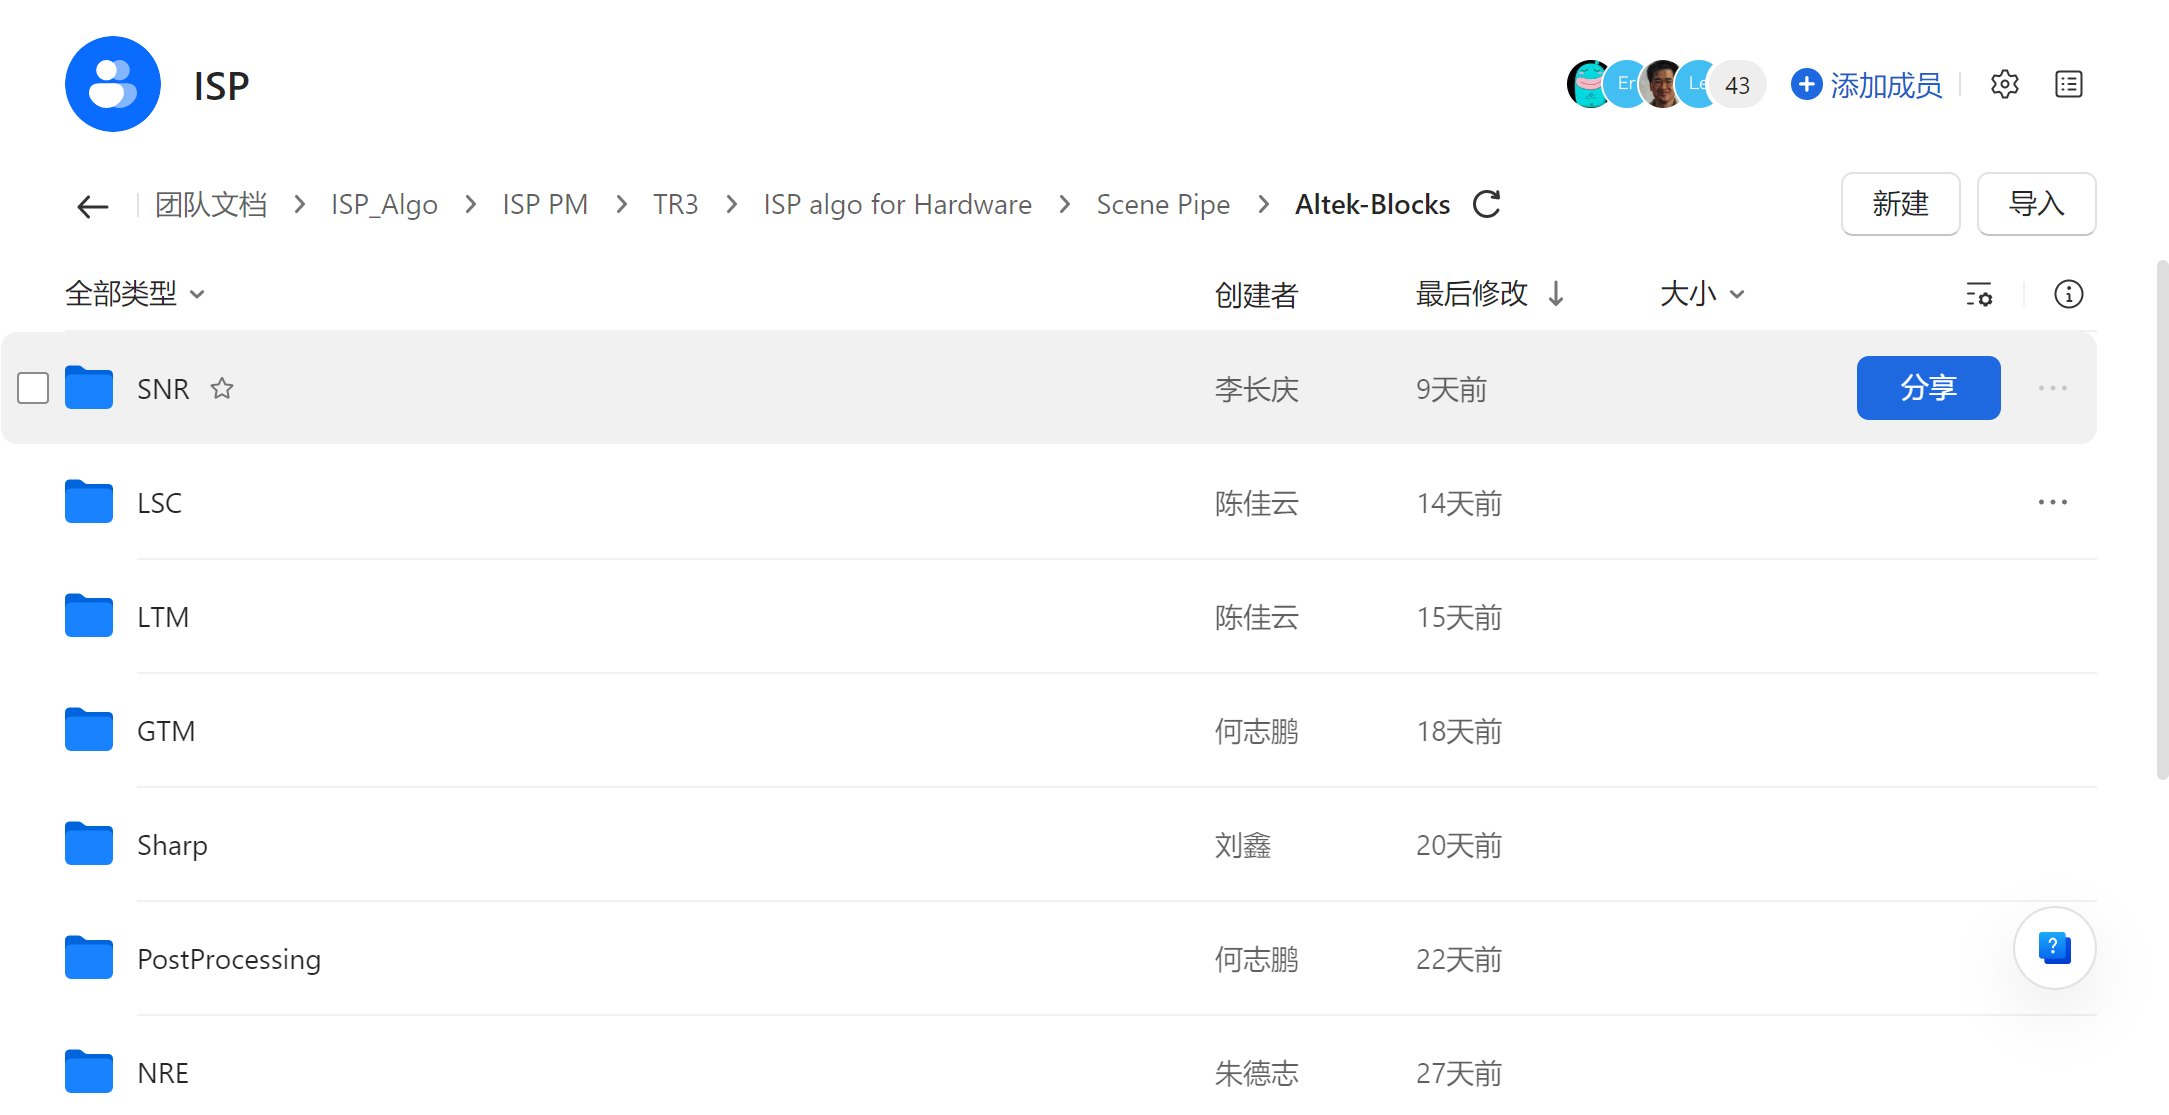 ISP
Er Le 43 添加成员
团队文档 > ISP_Algo > ISP PM > TR3 > ISP algo for Hardware > Scene Pipe > Altek-Blocks 新建 导入
全部类型 创建者 最后修改 大小
SNR 李长庆 9天前 分享
LSC 陈佳云 14天前
LTM 陈佳云 15天前
GTM 何志鹏 18天前
Sharp 刘鑫 20天前
PostProcessing 何志鹏 22天前
NRE 朱德志 27天前